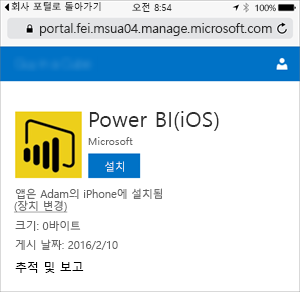 회사 포털로 돌아가기 오전 8:54 100%
portal.fei.msua04.manage.microsoft.com
Power BI(iOS)
Microsoft
설치
앱은 Adam의 iPhone에 설치됨
(장치 변경)
크기: 0바이트
게시 날짜: 2016/2/10
추적 및 보고